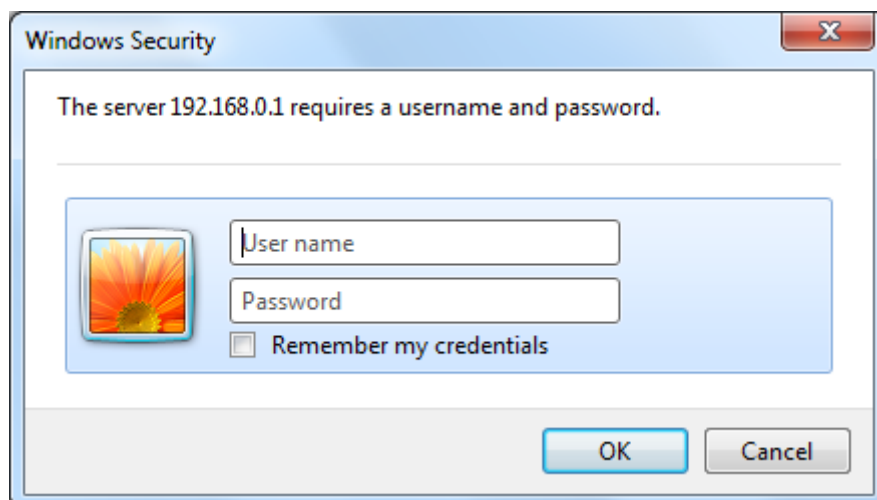 Windows Security
The server 192.168.0.1 requires a username and password.
User name
Password
Remember my credentials
OK Cancel